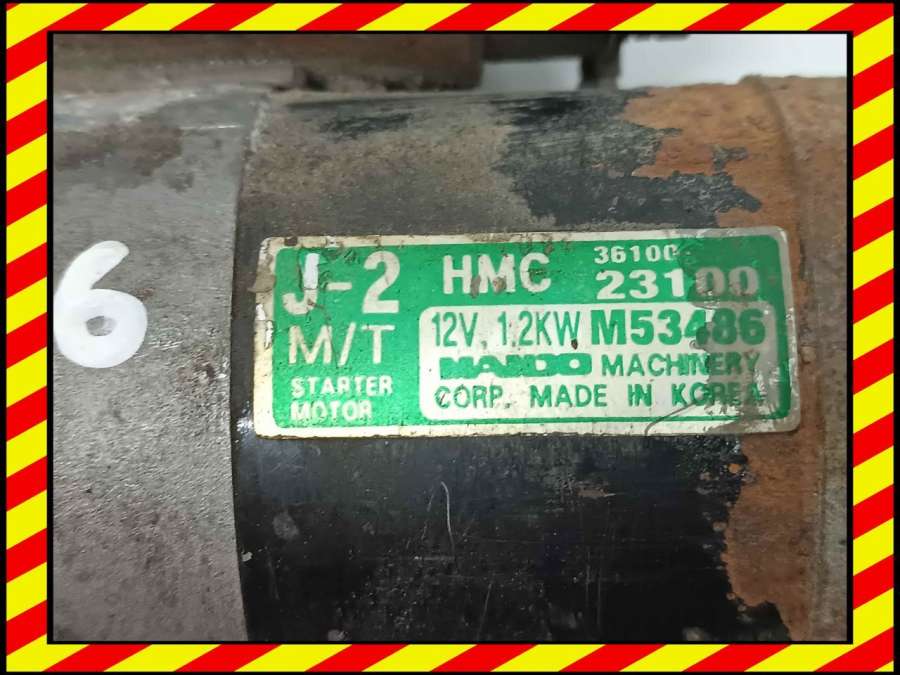 6
J-2 HMC 36100
23100
M/T 12V 1.2KW M53486
STARTER MANDO MACHINERY
MOTOR CORP. MADE IN KOREA